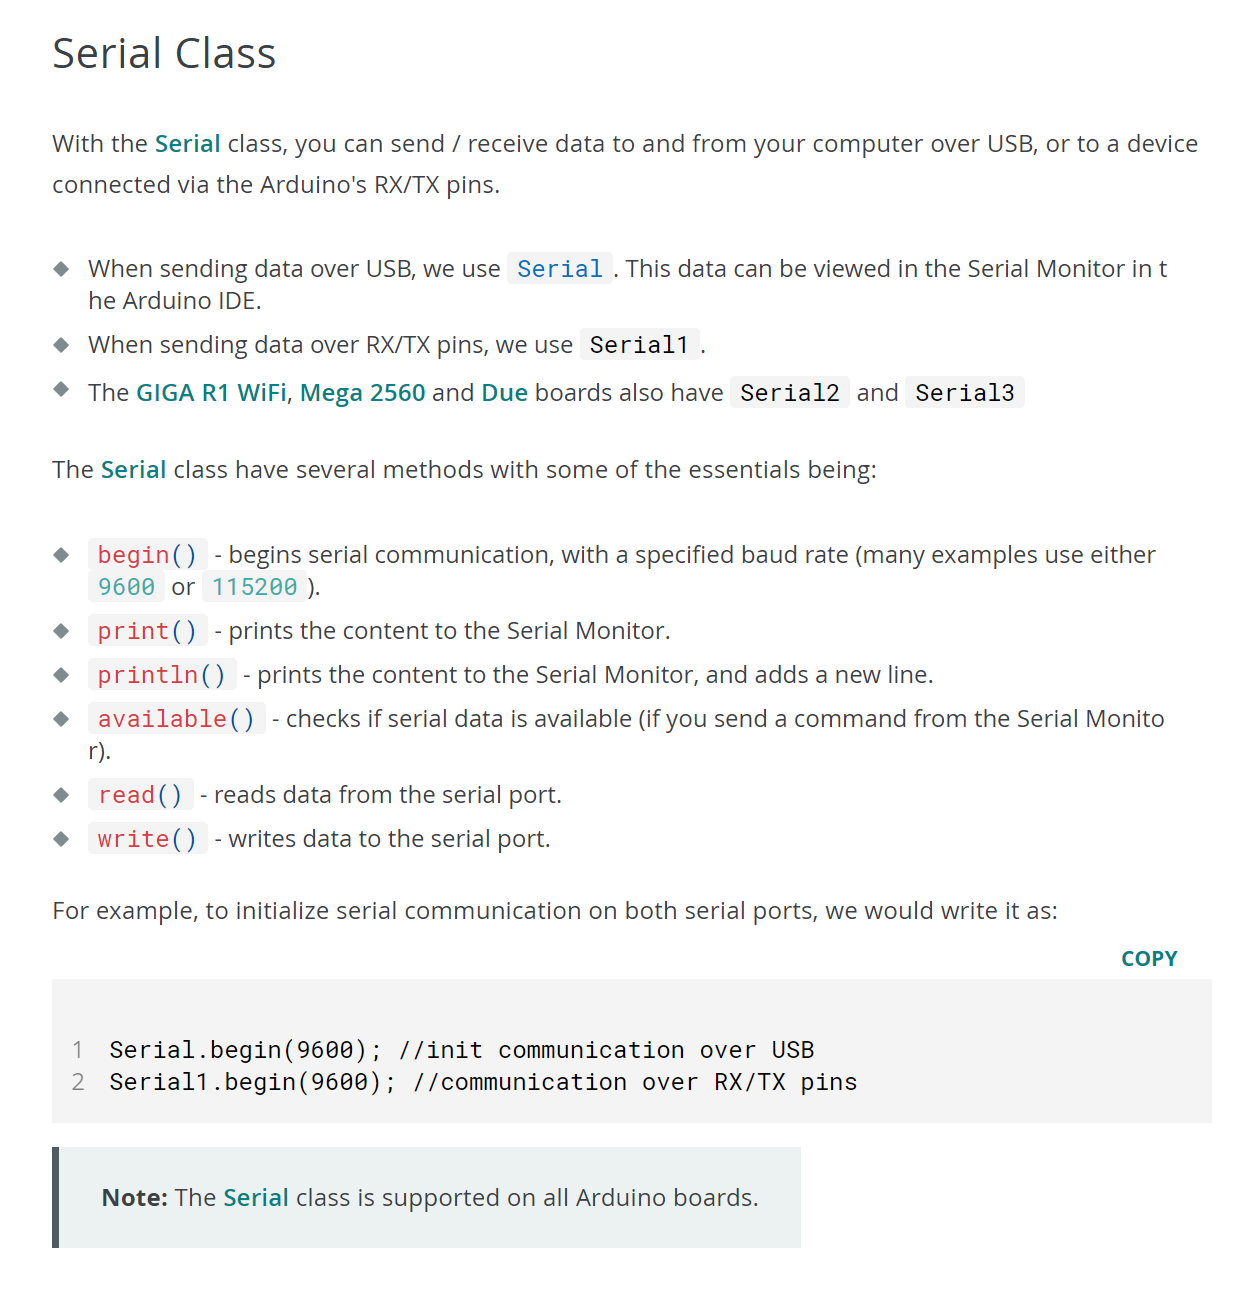 Serial Class
With the Serial class, you can send / receive data to and from your computer over USB, or to a device
connected via the Arduino's RX/TX pins.
◆ When sending data over USB, we use Serial . This data can be viewed in the Serial Monitor in t
he Arduino IDE.
◆ When sending data over RX/TX pins, we use Serial1 .
◆ The GIGA R1 WiFi, Mega 2560 and Due boards also have Serial2 and Serial3
The Serial class have several methods with some of the essentials being:
◆ begin() - begins serial communication, with a specified baud rate (many examples use either
9600 or 115200 ).
◆ print() - prints the content to the Serial Monitor.
◆ println() - prints the content to the Serial Monitor, and adds a new line.
◆ available() - checks if serial data is available (if you send a command from the Serial Monito
r).
◆ read() - reads data from the serial port.
◆ write() - writes data to the serial port.
For example, to initialize serial communication on both serial ports, we would write it as:
COPY
1 Serial.begin(9600); //init communication over USB
2 Serial1.begin(9600); //communication over RX/TX pins
Note: The Serial class is supported on all Arduino boards.